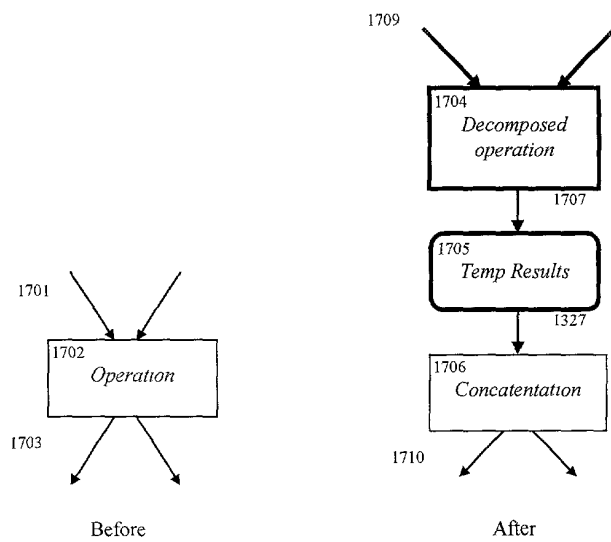 1709
1704
Decomposed
operation
1707
1705
Temp Results
1327
1701
1702
Operation
1706
Concatentation
1703
1710
Before
After